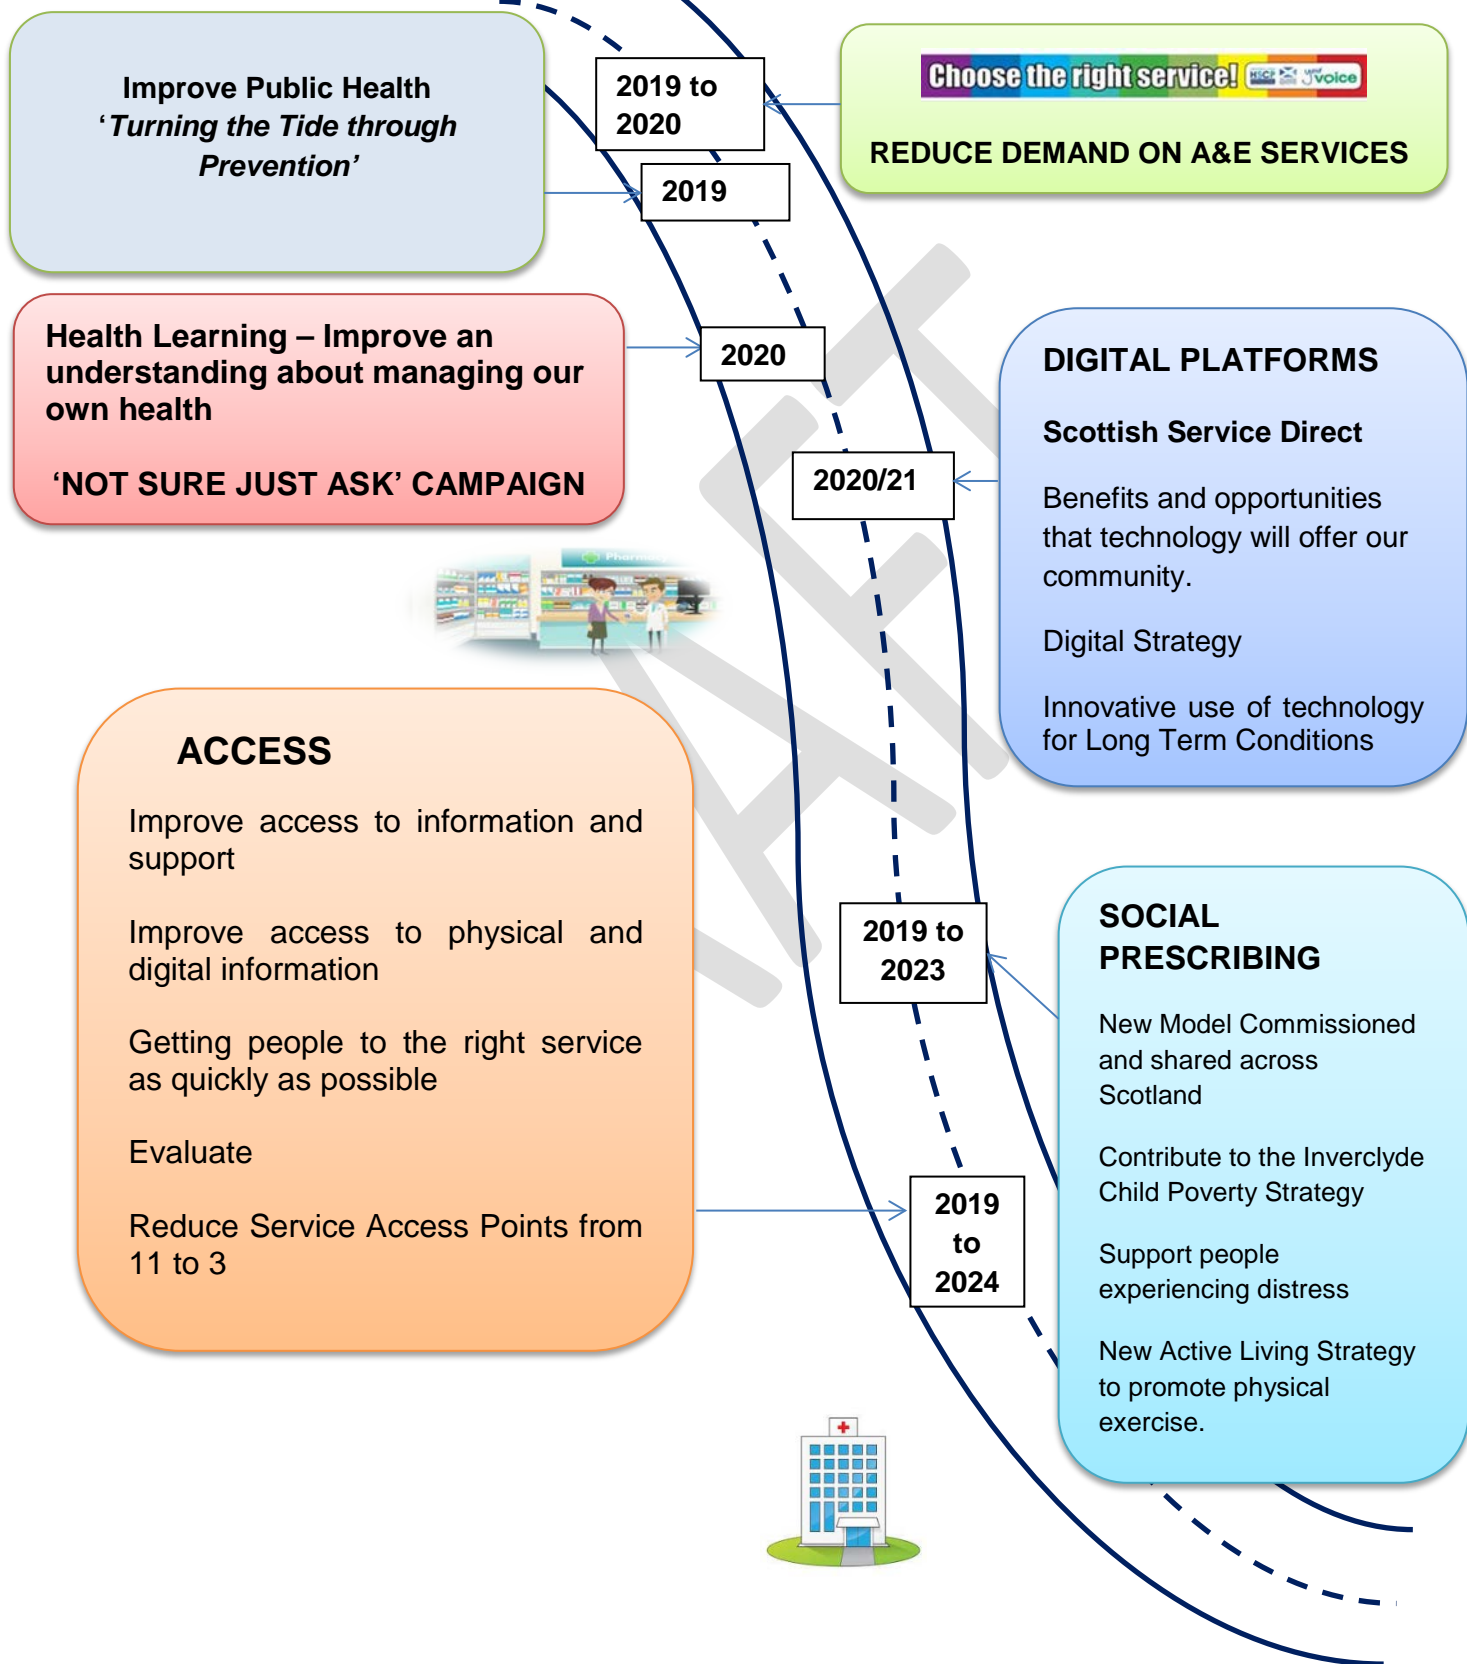 Improve Public Health
‘Turning the Tide through
Prevention’
2019 to
2020
Choose the right service!
HSCP
voice
REDUCE DEMAND ON A&E SERVICES
2019
Health Learning – Improve an
understanding about managing our
own health
‘NOT SURE JUST ASK’ CAMPAIGN
2020
DIGITAL PLATFORMS
Scottish Service Direct
Benefits and opportunities
that technology will offer our
community.
Digital Strategy
Innovative use of technology
for Long Term Conditions
2020/21
Pharmacy
ACCESS
Improve access to information and
support
Improve access to physical and
digital information
Getting people to the right service
as quickly as possible
Evaluate
Reduce Service Access Points from
11 to 3
2019 to
2023
SOCIAL
PRESCRIBING
New Model Commissioned
and shared across
Scotland
Contribute to the Inverclyde
Child Poverty Strategy
Support people
experiencing distress
New Active Living Strategy
to promote physical
exercise.
2019
to
2024